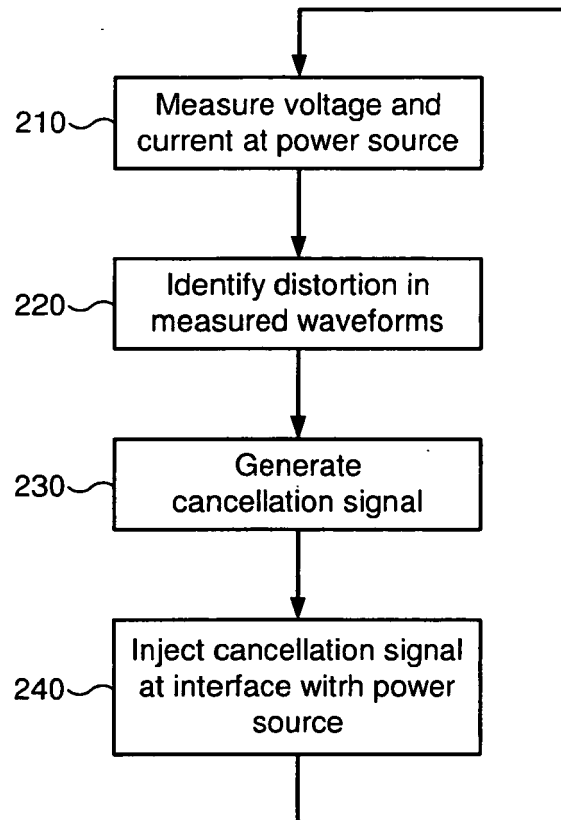 210
Measure voltage and
current at power source
220
Identify distortion in
measured waveforms
230
Generate
cancellation signal
240
Inject cancellation signal
at interface witrh power
source